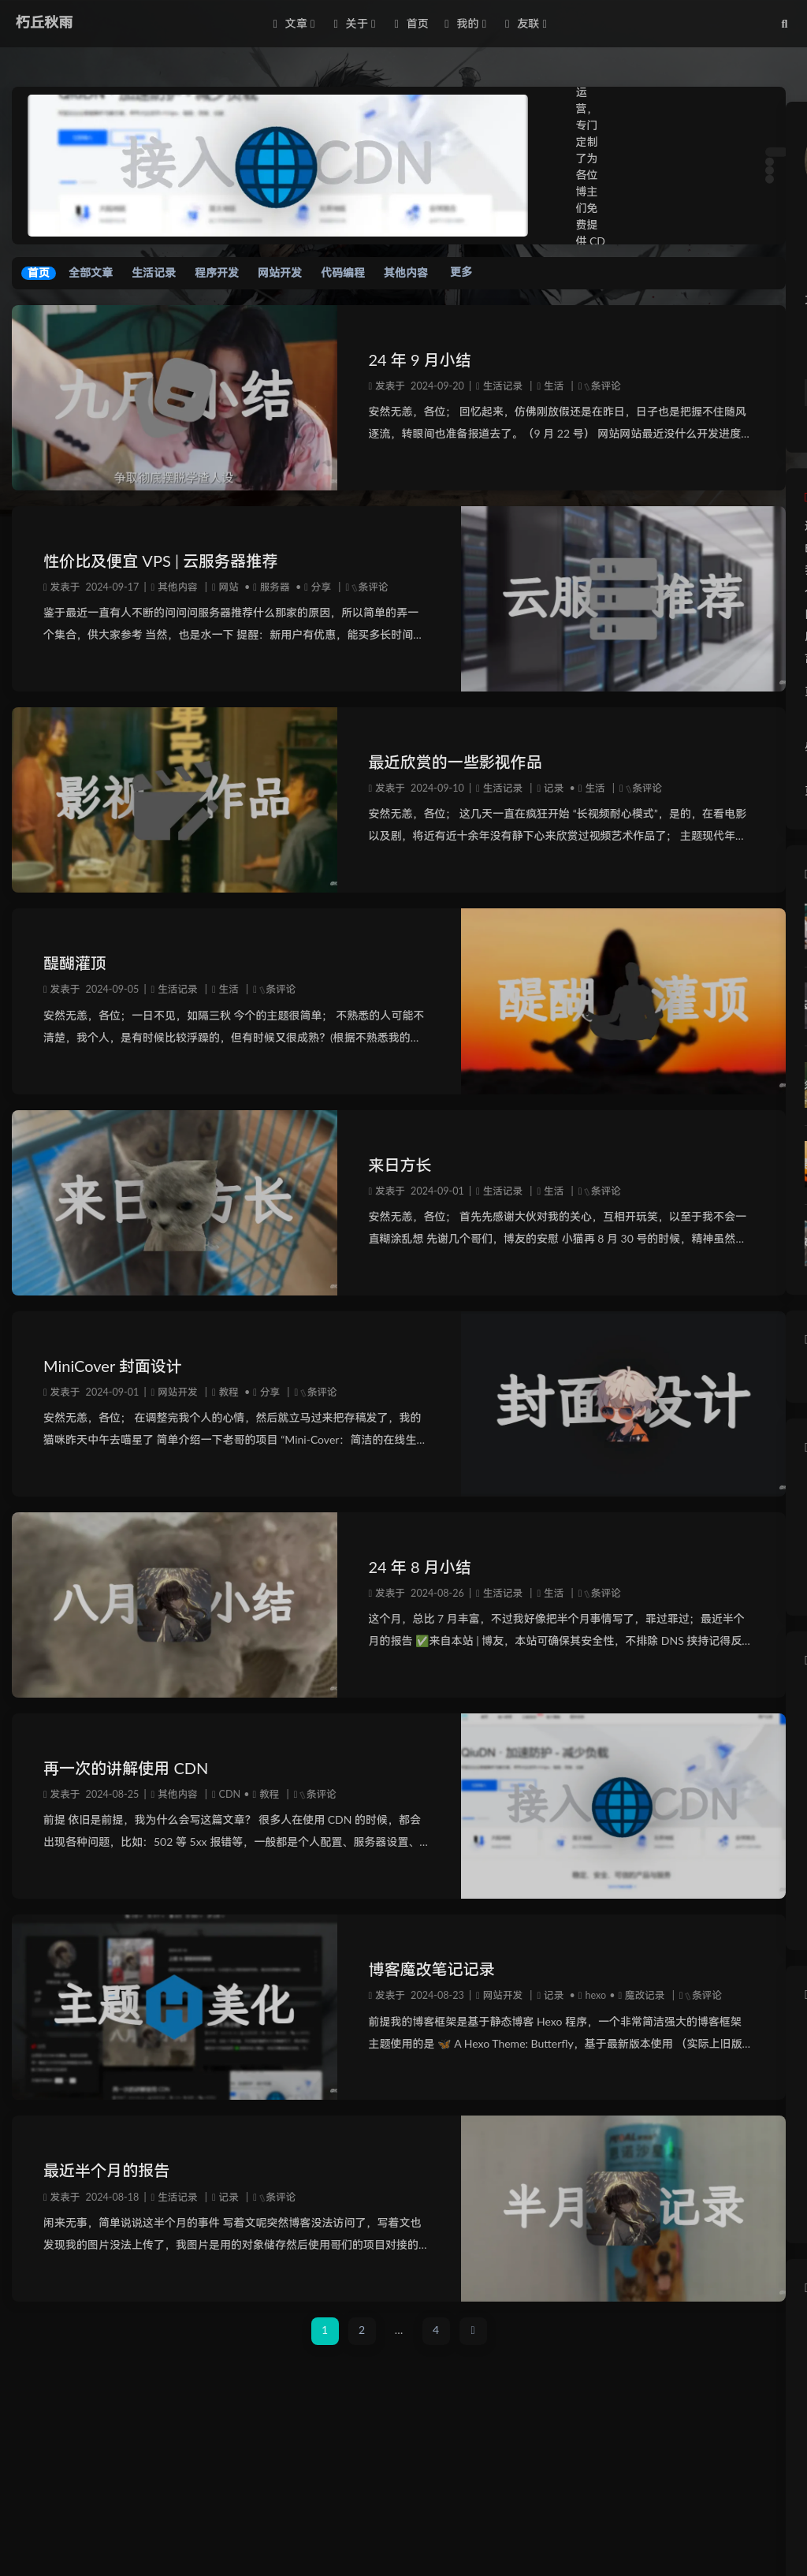 朽丘秋雨
文章 关于 首页 我的 友联
接入 CDN
运
营，
专门
定制
了为
各位
博主
们免
费提
供 CD
首页 全部文章 生活记录 程序开发 网站开发 代码编程 其他内容 更多
九月小结
争取彻底摆脱学渣人设
24 年 9 月小结
发表于 2024-09-20 | 生活记录 | 生活 | 条评论
安然无恙，各位； 回忆起来，仿佛刚放假还是在昨日，日子也是把握不住随风
逐流，转眼间也准备报道去了。（9 月 22 号） 网站网站最近没什么开发进度...
性价比及便宜 VPS | 云服务器推荐
发表于 2024-09-17 | 其他内容 | 网站 • 服务器 • 分享 | 条评论
鉴于最近一直有人不断的问问问服务器推荐什么那家的原因，所以简单的弄一
个集合，供大家参考 当然，也是水一下 提醒：新用户有优惠，能买多长时间...
云服 推荐
影视 作品
最近欣赏的一些影视作品
发表于 2024-09-10 | 生活记录 | 记录 • 生活 | 条评论
安然无恙，各位； 这几天一直在疯狂开始 “长视频耐心模式”，是的，在看电影
以及剧，将近有近十余年没有静下心来欣赏过视频艺术作品了； 主题现代年...
醍醐灌顶
发表于 2024-09-05 | 生活记录 | 生活 | 条评论
安然无恙，各位；一日不见，如隔三秋 今个的主题很简单； 不熟悉的人可能不
清楚，我个人，是有时候比较浮躁的，但有时候又很成熟？(根据不熟悉我的...
醍醐 灌顶
来日方长
来日方长
发表于 2024-09-01 | 生活记录 | 生活 | 条评论
安然无恙，各位； 首先先感谢大伙对我的关心，互相开玩笑，以至于我不会一
直糊涂乱想 先谢几个哥们，博友的安慰 小猫再 8 月 30 号的时候，精神虽然...
MiniCover 封面设计
发表于 2024-09-01 | 网站开发 | 教程 • 分享 | 条评论
安然无恙，各位； 在调整完我个人的心情，然后就立马过来把存稿发了，我的
猫咪昨天中午去喵星了 简单介绍一下老哥的项目 “Mini-Cover：简洁的在线生...
封面设计
八月 小结
24 年 8 月小结
发表于 2024-08-26 | 生活记录 | 生活 | 条评论
这个月，总比 7 月丰富，不过我好像把半个月事情写了，罪过罪过；最近半个
月的报告 ✅来自本站 | 博友，本站可确保其安全性，不排除 DNS 挟持记得反...
再一次的讲解使用 CDN
发表于 2024-08-25 | 其他内容 | CDN • 教程 | 条评论
前提 依旧是前提，我为什么会写这篇文章？ 很多人在使用 CDN 的时候，都会
出现各种问题，比如：502 等 5xx 报错等，一般都是个人配置、服务器设置、...
QiuDN · 加速防护 - 减少负载
接入 CDN
主题 美化
博客魔改笔记记录
发表于 2024-08-23 | 网站开发 | 记录 • hexo • 魔改记录 | 条评论
前提我的博客框架是基于静态博客 Hexo 程序，一个非常简洁强大的博客框架
主题使用的是 🦋 A Hexo Theme: Butterfly，基于最新版本使用 （实际上旧版...
最近半个月的报告
发表于 2024-08-18 | 生活记录 | 记录 | 条评论
闲来无事，简单说说这半个月的事件 写着文呢突然博客没法访问了，写着文也
发现我的图片没法上传了，我图片是用的对象储存然后使用哥们的项目对接的...
半月 记录
1 2 … 4